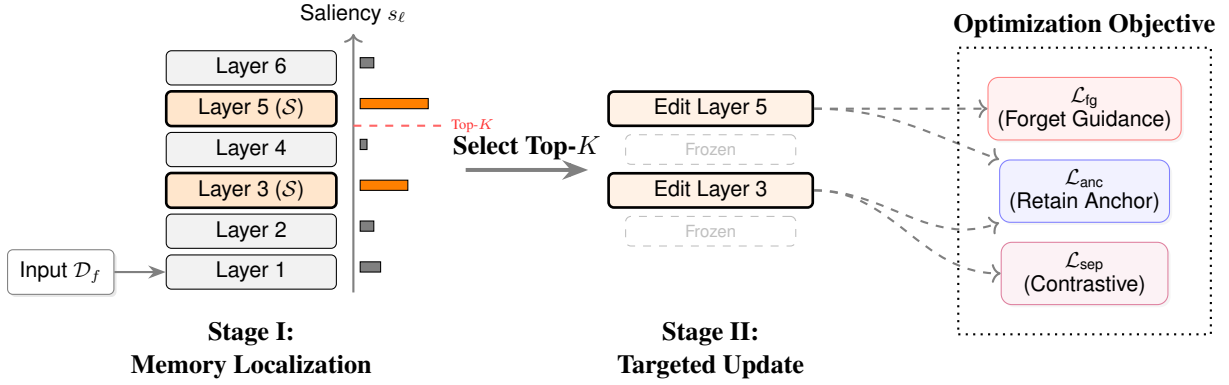 Saliency $s_\ell$
Optimization Objective
Layer 6
Layer 5 ($\mathcal{S}$)
Top-$K$
Layer 4
Layer 3 ($\mathcal{S}$)
Layer 2
Layer 1
Input $\mathcal{D}_f$
Select Top-$K$
Edit Layer 5
Frozen
Edit Layer 3
Frozen
$\mathcal{L}_{\text{fg}}$
(Forget Guidance)
$\mathcal{L}_{\text{anc}}$
(Retain Anchor)
$\mathcal{L}_{\text{sep}}$
(Contrastive)
Stage I:
Memory Localization
Stage II:
Targeted Update